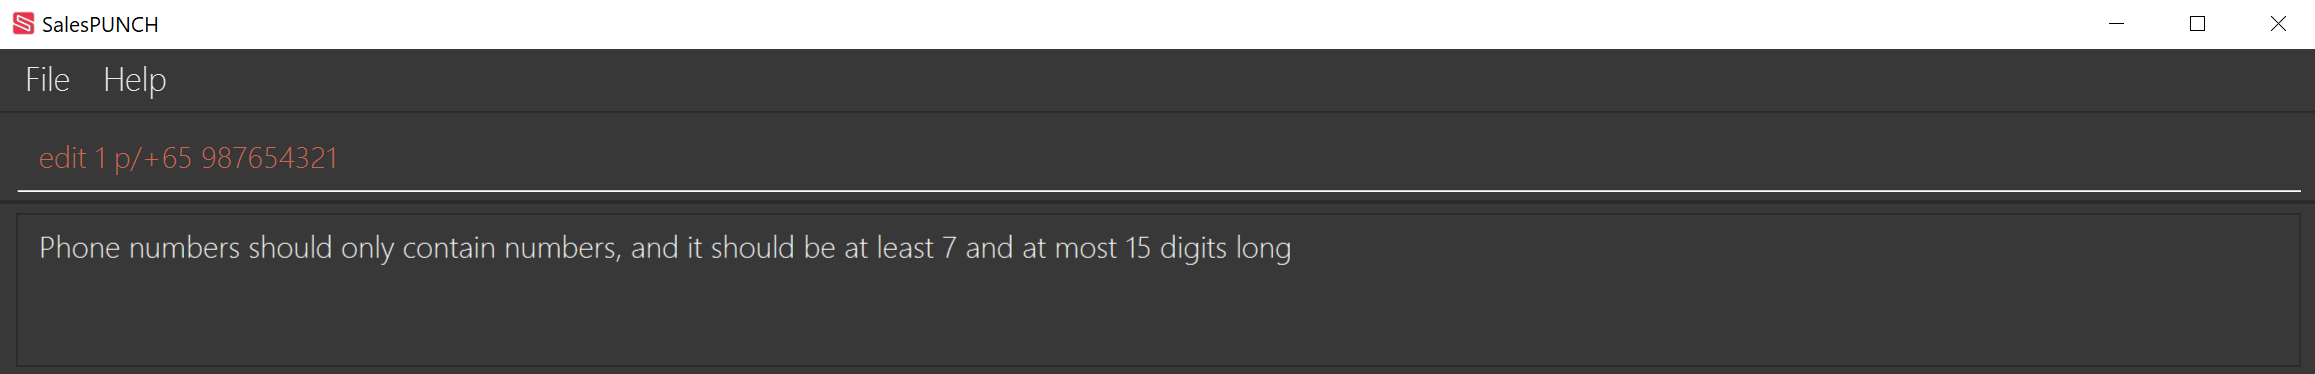 SalesPUNCH
File Help
edit 1 p/+65 987654321
Phone numbers should only contain numbers, and it should be at least 7 and at most 15 digits long